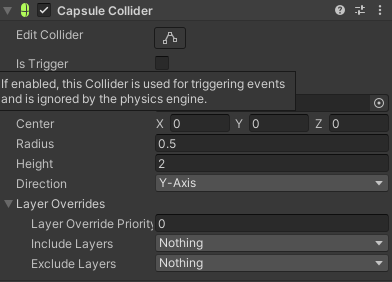 Capsule Collider
Edit Collider
Is Trigger
If enabled, this Collider is used for triggering events
and is ignored by the physics engine.
Center X 0 Y 0 Z 0
Radius 0.5
Height 2
Direction Y-Axis
Layer Overrides
Layer Override Priority 0
Include Layers Nothing
Exclude Layers Nothing